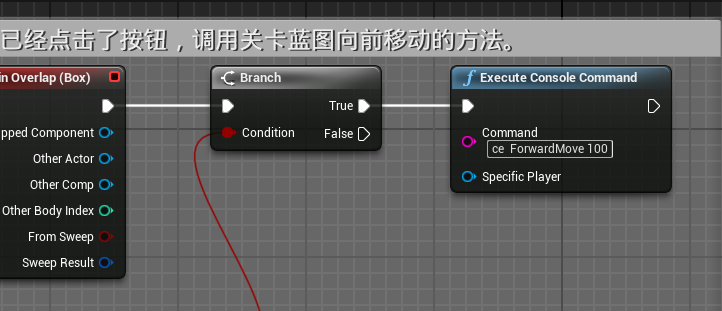 已经点击了按钮，调用关卡蓝图向前移动的方法。
in Overlap (Box)
pped Component
Other Actor
Other Comp
Other Body Index
From Sweep
Sweep Result
Branch
True
Condition
False
Execute Console Command
Command
ce ForwardMove 100
Specific Player